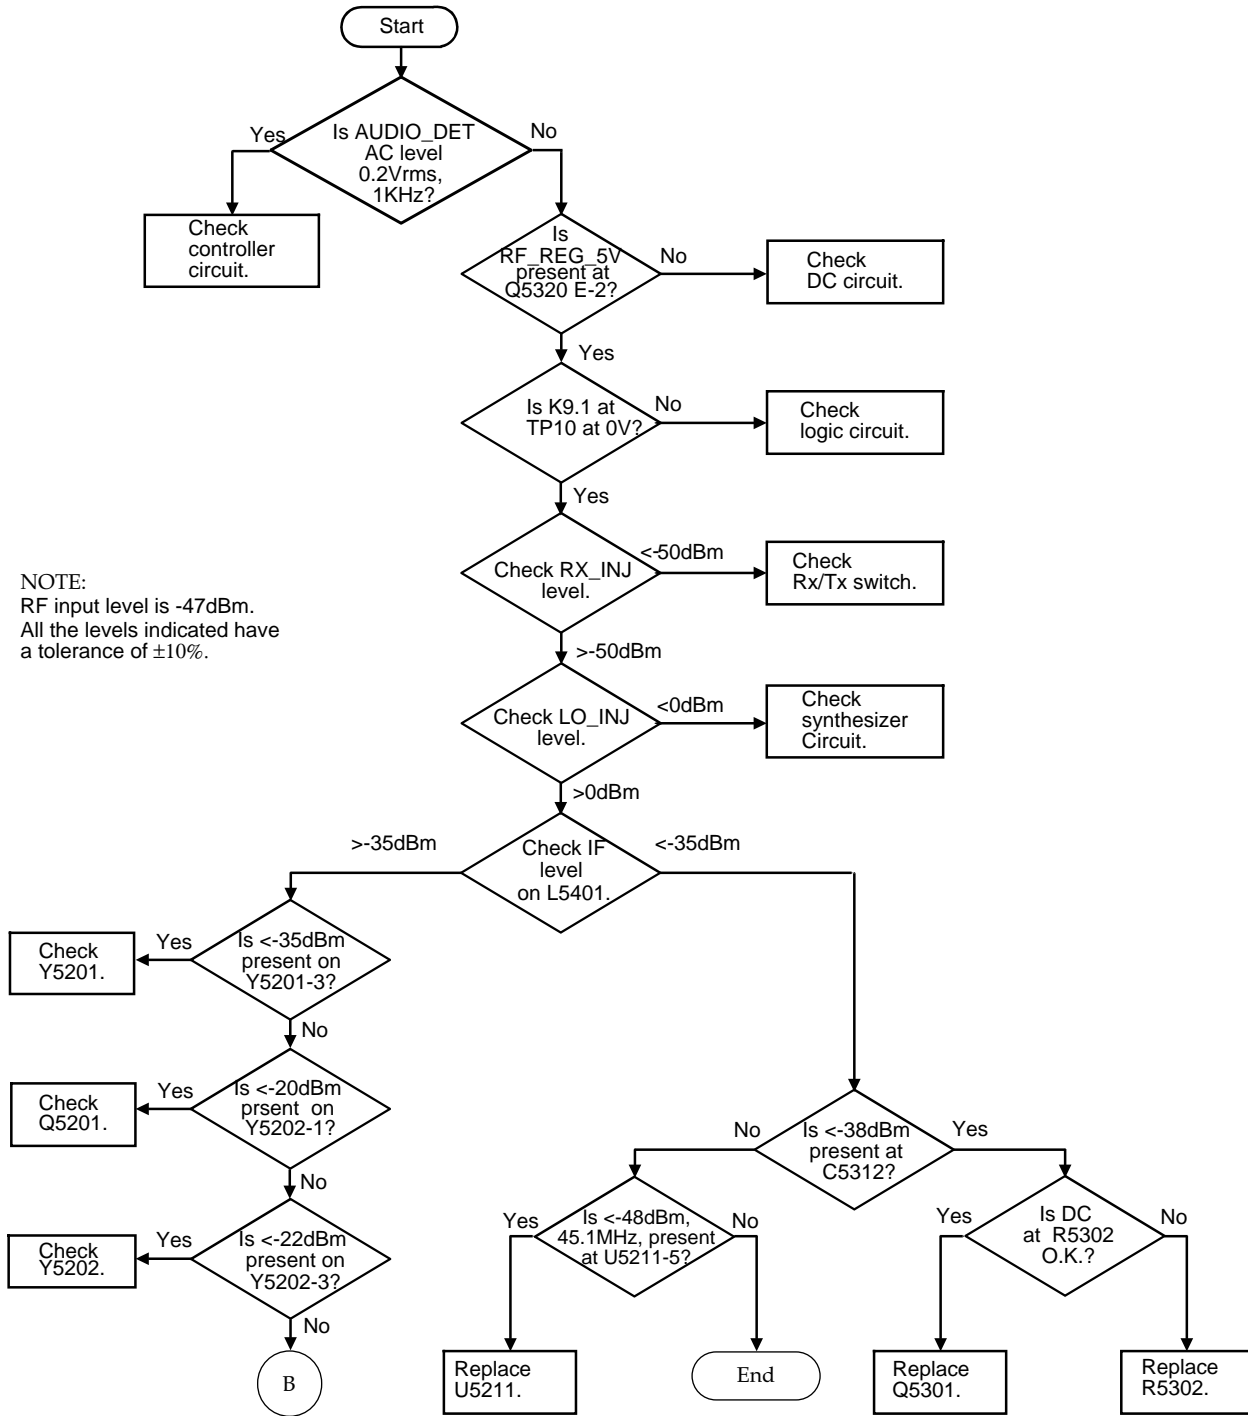 Start
Is AUDIO_DET
AC level
0.2Vrms,
1KHz?
Yes
No
Check
controller
circuit.
Is
RF_REG_5V
present at
Q5320 E-2?
No
Check
DC circuit.
Yes
Is K9.1 at
TP10 at 0V?
No
Check
logic circuit.
Yes
Check RX_INJ
level.
<-50dBm
Check
Rx/Tx switch.
NOTE:
RF input level is -47dBm.
All the levels indicated have
a tolerance of ±10%.
>-50dBm
Check LO_INJ
level.
<0dBm
Check
synthesizer
Circuit.
>0dBm
Check IF
level
on L5401.
>-35dBm
<-35dBm
Is <-35dBm
present on
Y5201-3?
Yes
Check
Y5201.
No
Is <-20dBm
prsent on
Y5202-1?
Yes
Check
Q5201.
No
Is <-22dBm
present on
Y5202-3?
Yes
Check
Y5202.
No
B
Is <-38dBm
present at
C5312?
No
Yes
Is <-48dBm,
45.1MHz, present
at U5211-5?
Yes
No
Replace
U5211.
End
Is DC
at R5302
O.K.?
Yes
No
Replace
Q5301.
Replace
R5302.